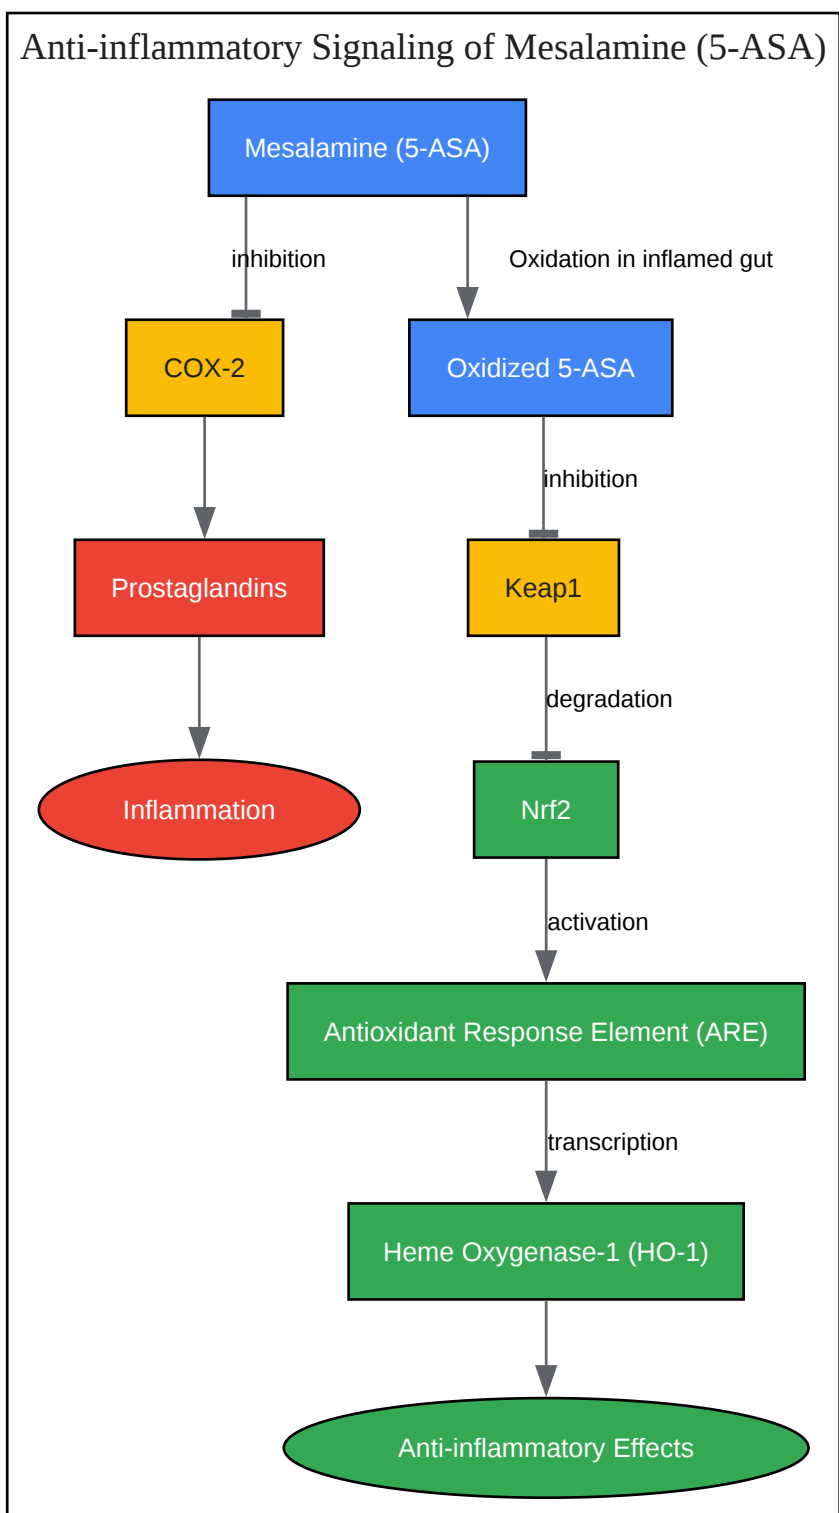 Anti-inflammatory Signaling of Mesalamine (5-ASA)
Mesalamine (5-ASA)
inhibition
Oxidation in inflamed gut
COX-2
Oxidized 5-ASA
inhibition
Prostaglandins
Keap1
degradation
Inflammation
Nrf2
activation
Antioxidant Response Element (ARE)
transcription
Heme Oxygenase-1 (HO-1)
Anti-inflammatory Effects